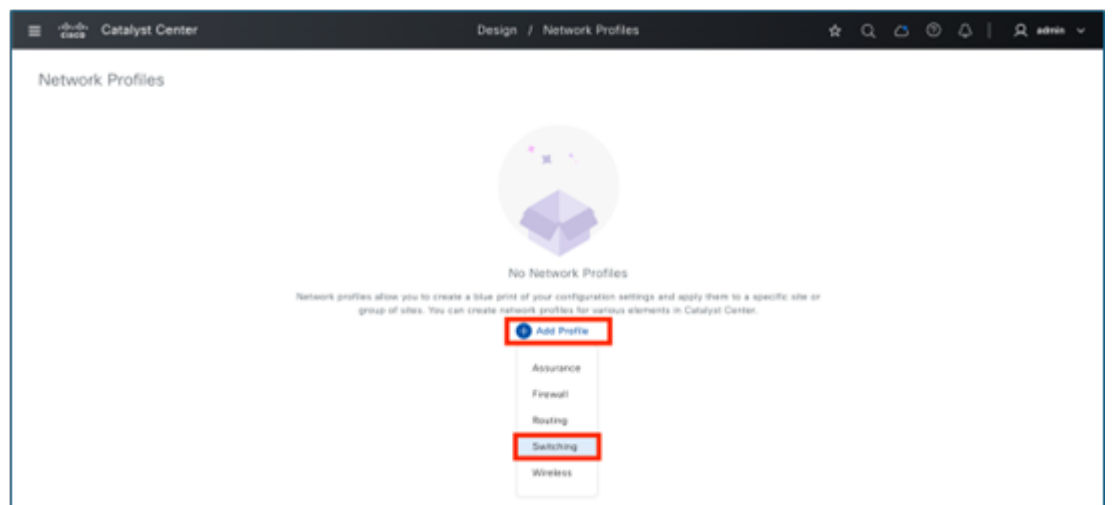 cisco Catalyst Center Design / Network Profiles admin
Network Profiles
No Network Profiles
Network profiles allow you to create a blue print of your configuration settings and apply them to a specific site or
group of sites. You can create network profiles for various elements in Catalyst Center.
Add Profile
Assurance
Firewall
Routing
Switching
Wireless